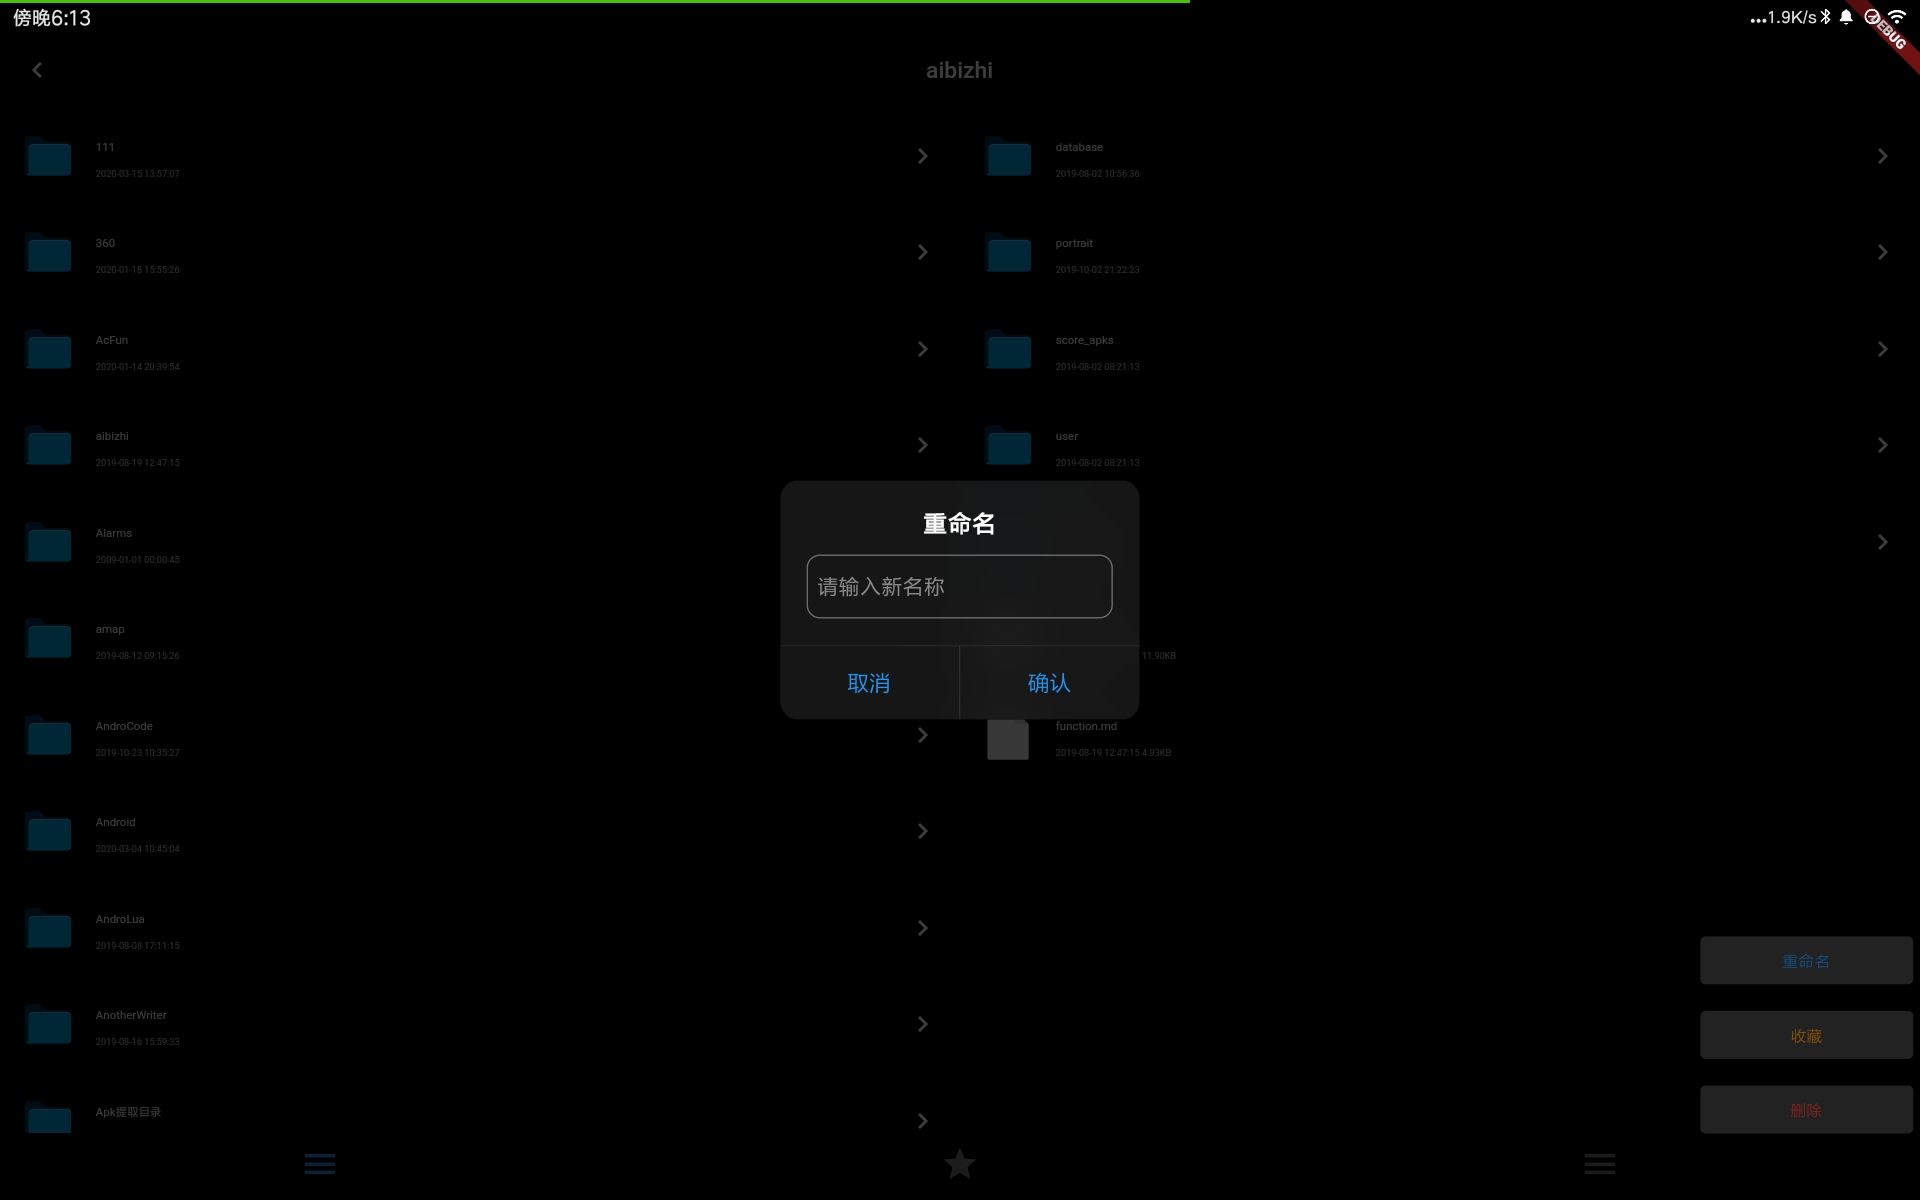 傍晚6:13
...1.9K/s
DEBUG
aibizhi
111
2020-03-15 13:57:07
360
2020-01-18 15:55:26
AcFun
2020-01-14 20:39:54
aibizhi
2019-08-19 12:47:15
Alarms
2009-01-01 00:00:45
amap
2019-08-12 09:15:26
AndroCode
2019-10-23 10:35:27
Android
2020-03-04 10:45:04
AndroLua
2019-08-08 17:11:15
AnotherWriter
2019-08-16 15:59:33
Apk提取目录
database
2019-08-02 10:56:36
portrait
2019-10-02 21:22:23
score_apks
2019-08-02 08:21:13
user
2019-08-02 08:21:13
11.90KB
function.md
2019-08-19 12:47:15 4.93KB
重命名
请输入新名称
取消
确认
重命名
收藏
删除